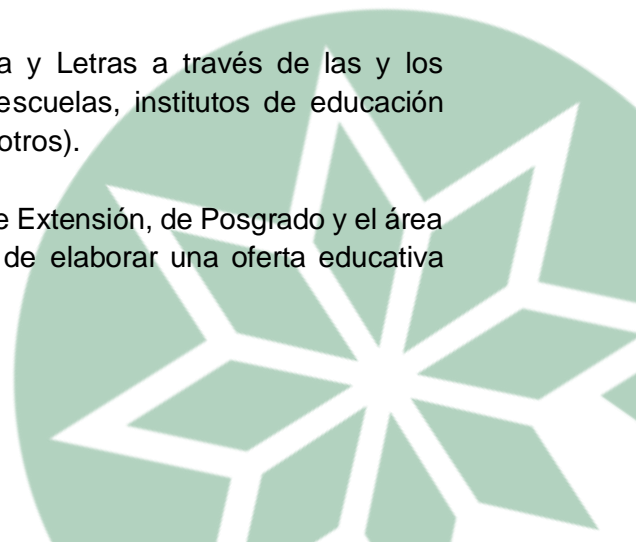 a y Letras a través de las y los
escuelas, institutos de educación
otros).
e Extensión, de Posgrado y el área
de elaborar una oferta educativa